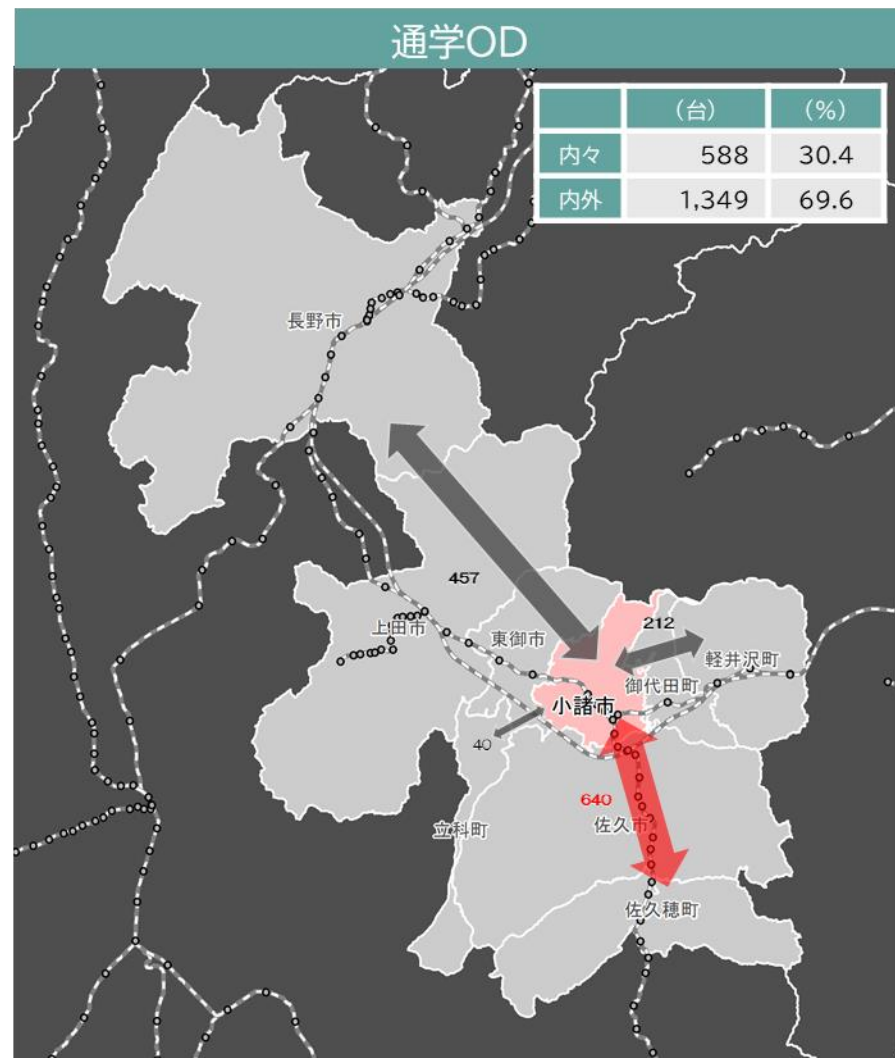 通学OD
(台) (%)
内々 588 30.4
内外 1,349 69.6
長野市
457
212
上田市
東御市
軽井沢町
御代田町
小諸市
40
640
立科町
佐久市
佐久穂町